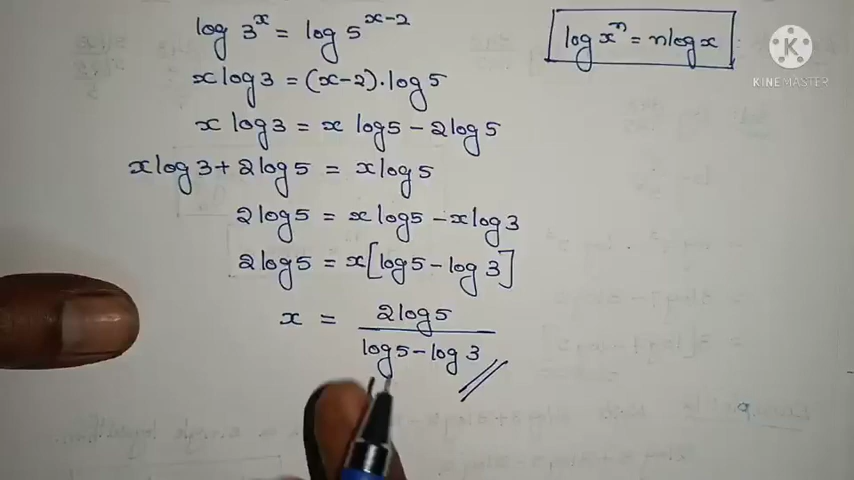 log 3^x = log 5^{x-2}
log x^n = n log x
K
KINEMASTER
x log 3 = (x-2) . log 5
x log 3 = x log 5 - 2 log 5
x log 3 + 2 log 5 = x log 5
2 log 5 = x log 5 - x log 3
2 log 5 = x [log 5 - log 3]
x = \frac{2 log 5}{log 5 - log 3}